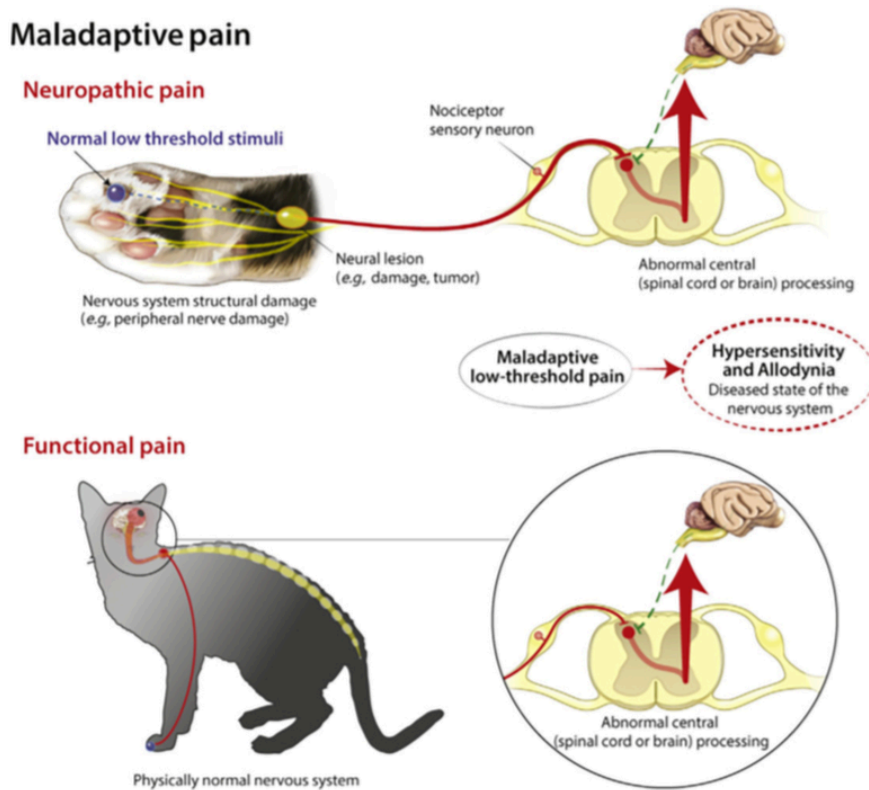 Maladaptive pain
Neuropathic pain
Normal low threshold stimuli
Nociceptor
sensory neuron
Neural lesion
(e.g., damage, tumor)
Nervous system structural damage
(e.g., peripheral nerve damage)
Abnormal central
(spinal cord or brain) processing
Maladaptive
low-threshold pain
Hypersensitivity
and Allodynia
Diseased state of the
nervous system
Functional pain
Physically normal nervous system
Abnormal central
(spinal cord or brain) processing